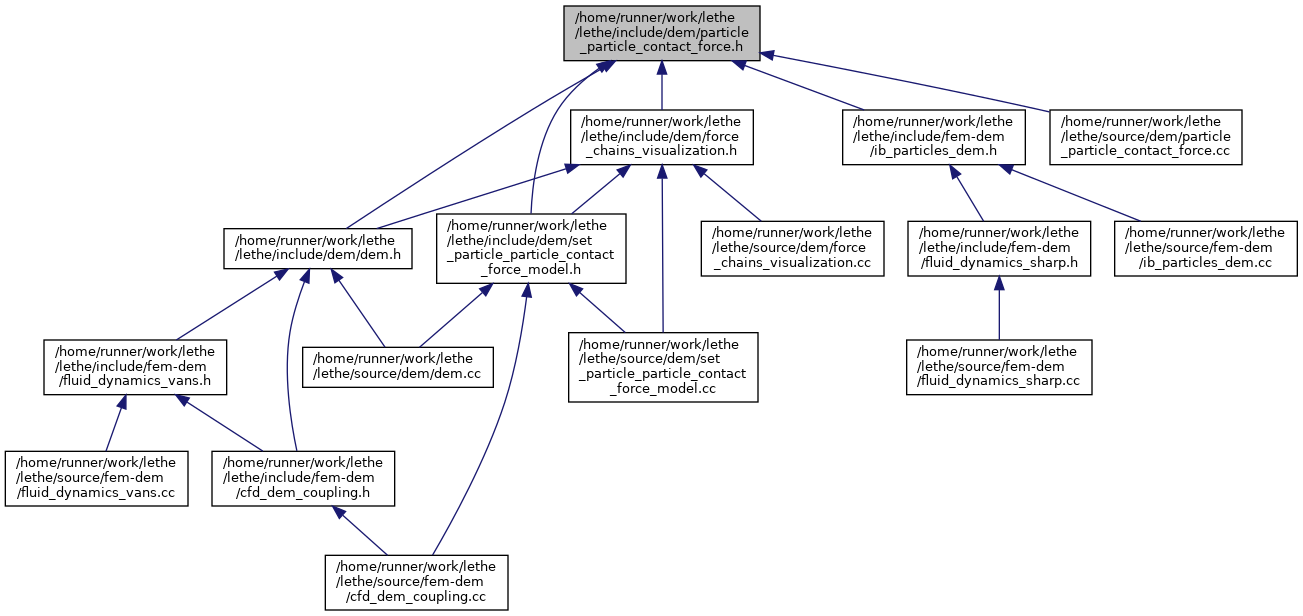 /home/runner/work/lethe
/lethe/include/dem/particle
_particle_contact_force.h
/home/runner/work/lethe
/lethe/include/dem/force
_chains_visualization.h
/home/runner/work/lethe
/lethe/include/fem-dem
/ib_particles_dem.h
/home/runner/work/lethe
/lethe/source/dem/particle
_particle_contact_force.cc
/home/runner/work/lethe
/lethe/include/dem/dem.h
/home/runner/work/lethe
/lethe/include/dem/set
_particle_particle_contact
_force_model.h
/home/runner/work/lethe
/lethe/source/dem/force
_chains_visualization.cc
/home/runner/work/lethe
/lethe/include/fem-dem
/fluid_dynamics_sharp.h
/home/runner/work/lethe
/lethe/source/fem-dem
/ib_particles_dem.cc
/home/runner/work/lethe
/lethe/include/fem-dem
/fluid_dynamics_vans.h
/home/runner/work/lethe
/lethe/source/dem/dem.cc
/home/runner/work/lethe
/lethe/source/dem/set
_particle_particle_contact
_force_model.cc
/home/runner/work/lethe
/lethe/source/fem-dem
/fluid_dynamics_sharp.cc
/home/runner/work/lethe
/lethe/source/fem-dem
/fluid_dynamics_vans.cc
/home/runner/work/lethe
/lethe/include/fem-dem
/cfd_dem_coupling.h
/home/runner/work/lethe
/lethe/source/fem-dem
/cfd_dem_coupling.cc